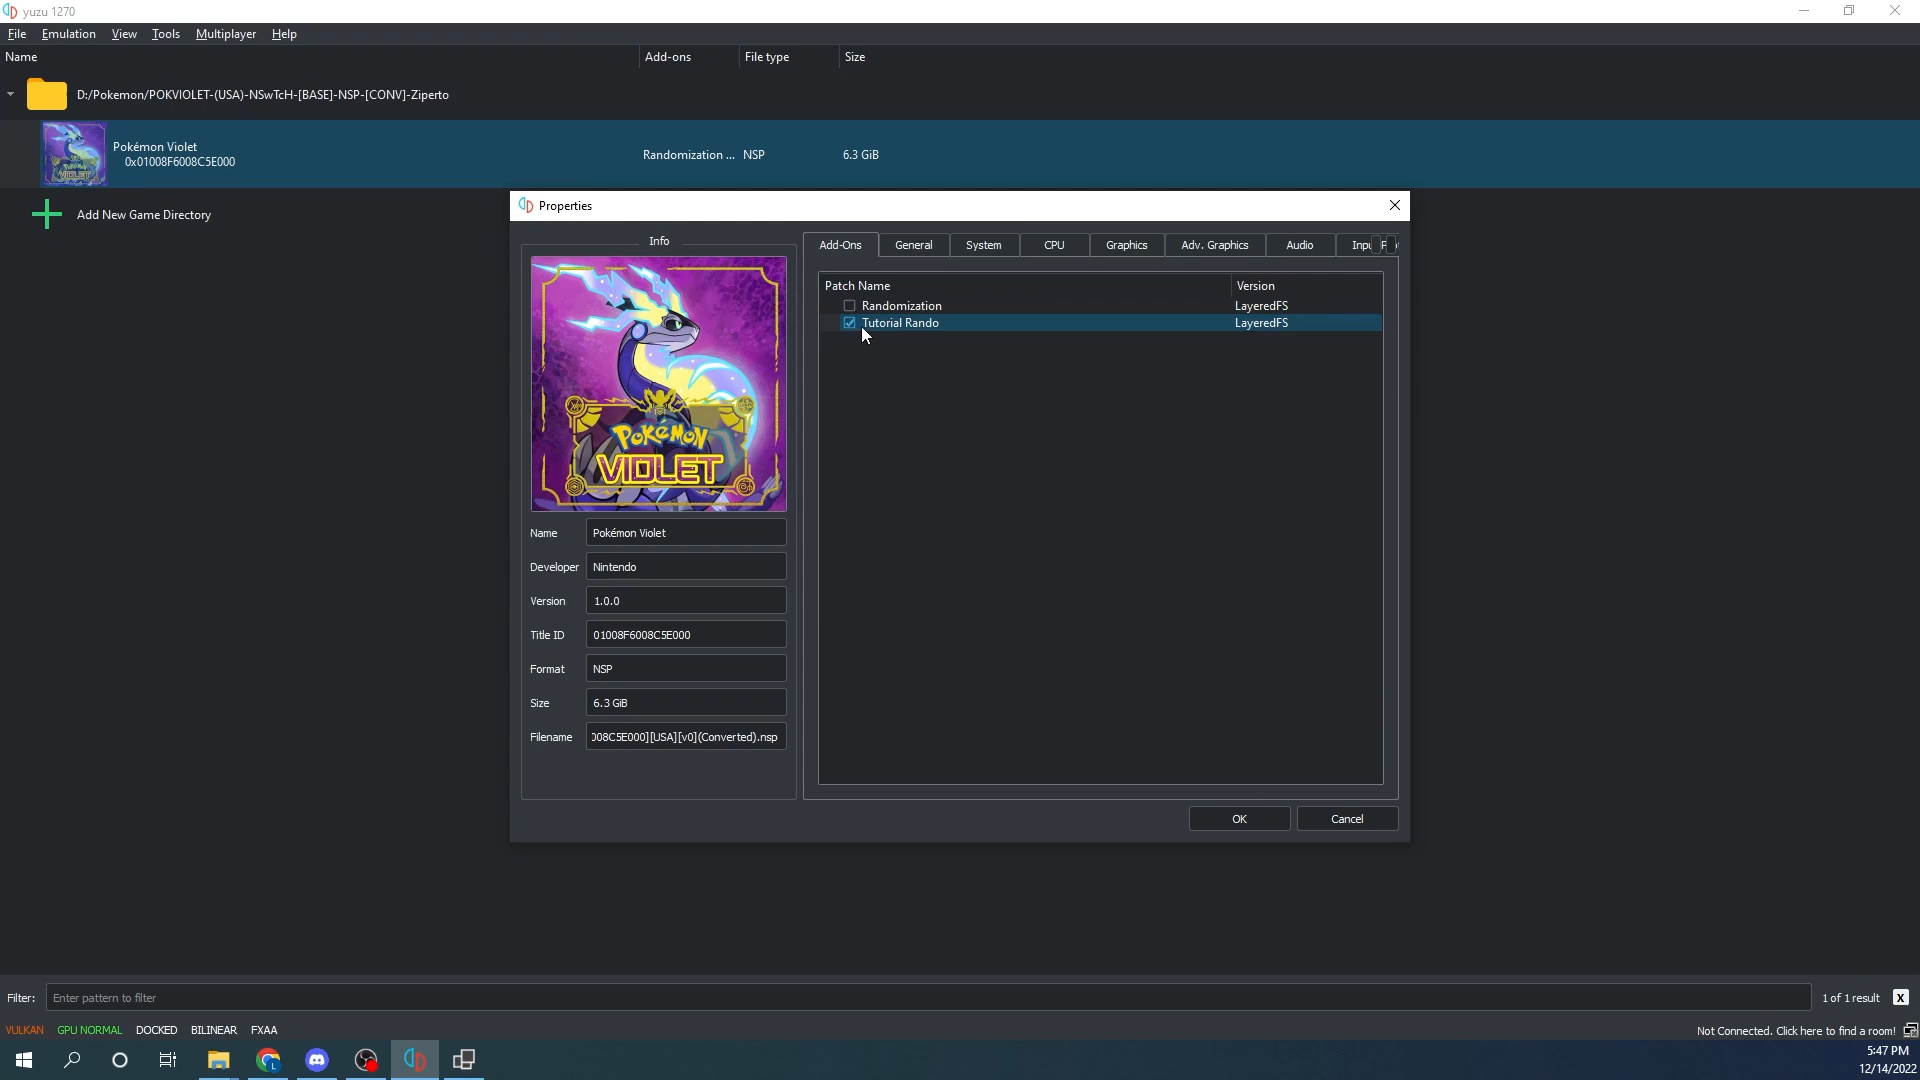 yuzu 1270
File Emulation View Tools Multiplayer Help
Name Add-ons File type Size
D:/Pokemon/POKVIOLET-(USA)-NSwTcH-[BASE]-NSP-[CONV]-Ziperto
Pokémon Violet
0x01008F6008C5E000
Randomization ... NSP 6.3 GiB
Add New Game Directory
Properties
Info
POKéMON
VIOLET
Name Pokémon Violet
Developer Nintendo
Version 1.0.0
Title ID 01008F6008C5E000
Format NSP
Size 6.3 GiB
Filename 008C5E000][USA][v0](Converted).nsp
Add-Ons General System CPU Graphics Adv. Graphics Audio Inpu
Patch Name Version
Randomization LayeredFS
Tutorial Rando LayeredFS
OK Cancel
Filter: Enter pattern to filter 1 of 1 result X
VULKAN GPU NORMAL DOCKED BILINEAR FXAA Not Connected. Click here to find a room!
5:47 PM
12/14/2022